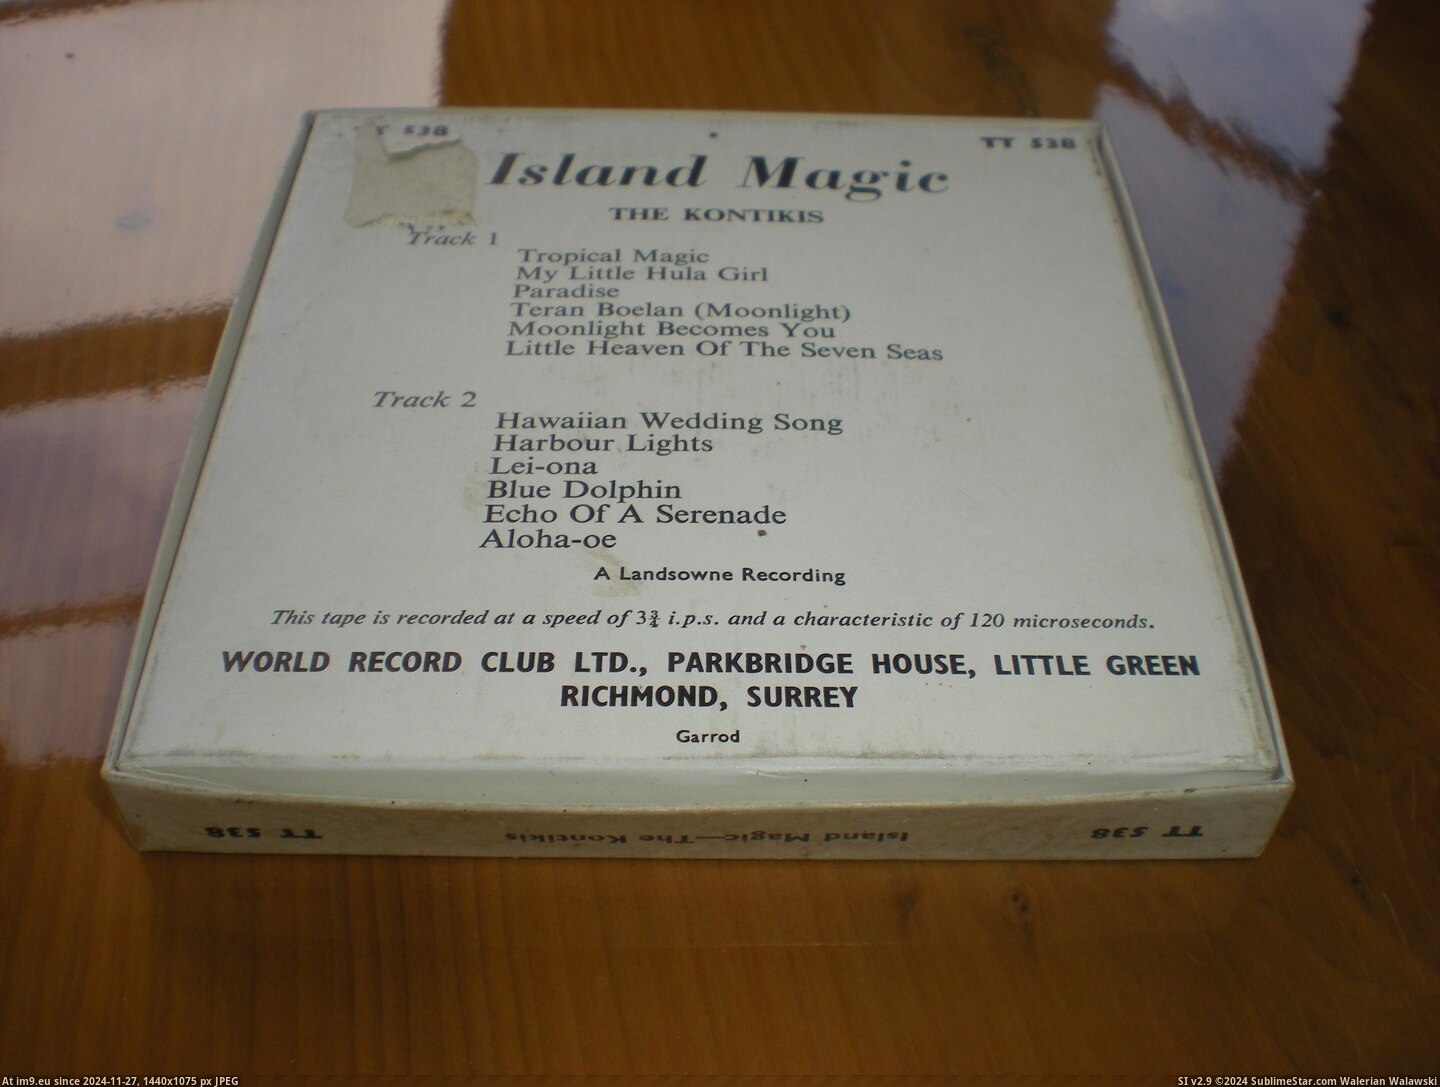 T 538
TT 538
Island Magic
THE KONTIKIS
Track 1
Tropical Magic
My Little Hula Girl
Paradise
Teran Boelan (Moonlight)
Moonlight Becomes You
Little Heaven Of The Seven Seas
Track 2
Hawaiian Wedding Song
Harbour Lights
Lei-ona
Blue Dolphin
Echo Of A Serenade
Aloha-oe
A Landsowne Recording
This tape is recorded at a speed of 3¾ i.p.s. and a characteristic of 120 microseconds.
WORLD RECORD CLUB LTD., PARKBRIDGE HOUSE, LITTLE GREEN
RICHMOND, SURREY
Garrod
TT 538 Island Magic—The Kontikis TT 538
At im9.eu since 2024-11-27, 1440x1075 px JPEG
SI v2.9 ©2024 SublimeStar.com Walerian Walawski